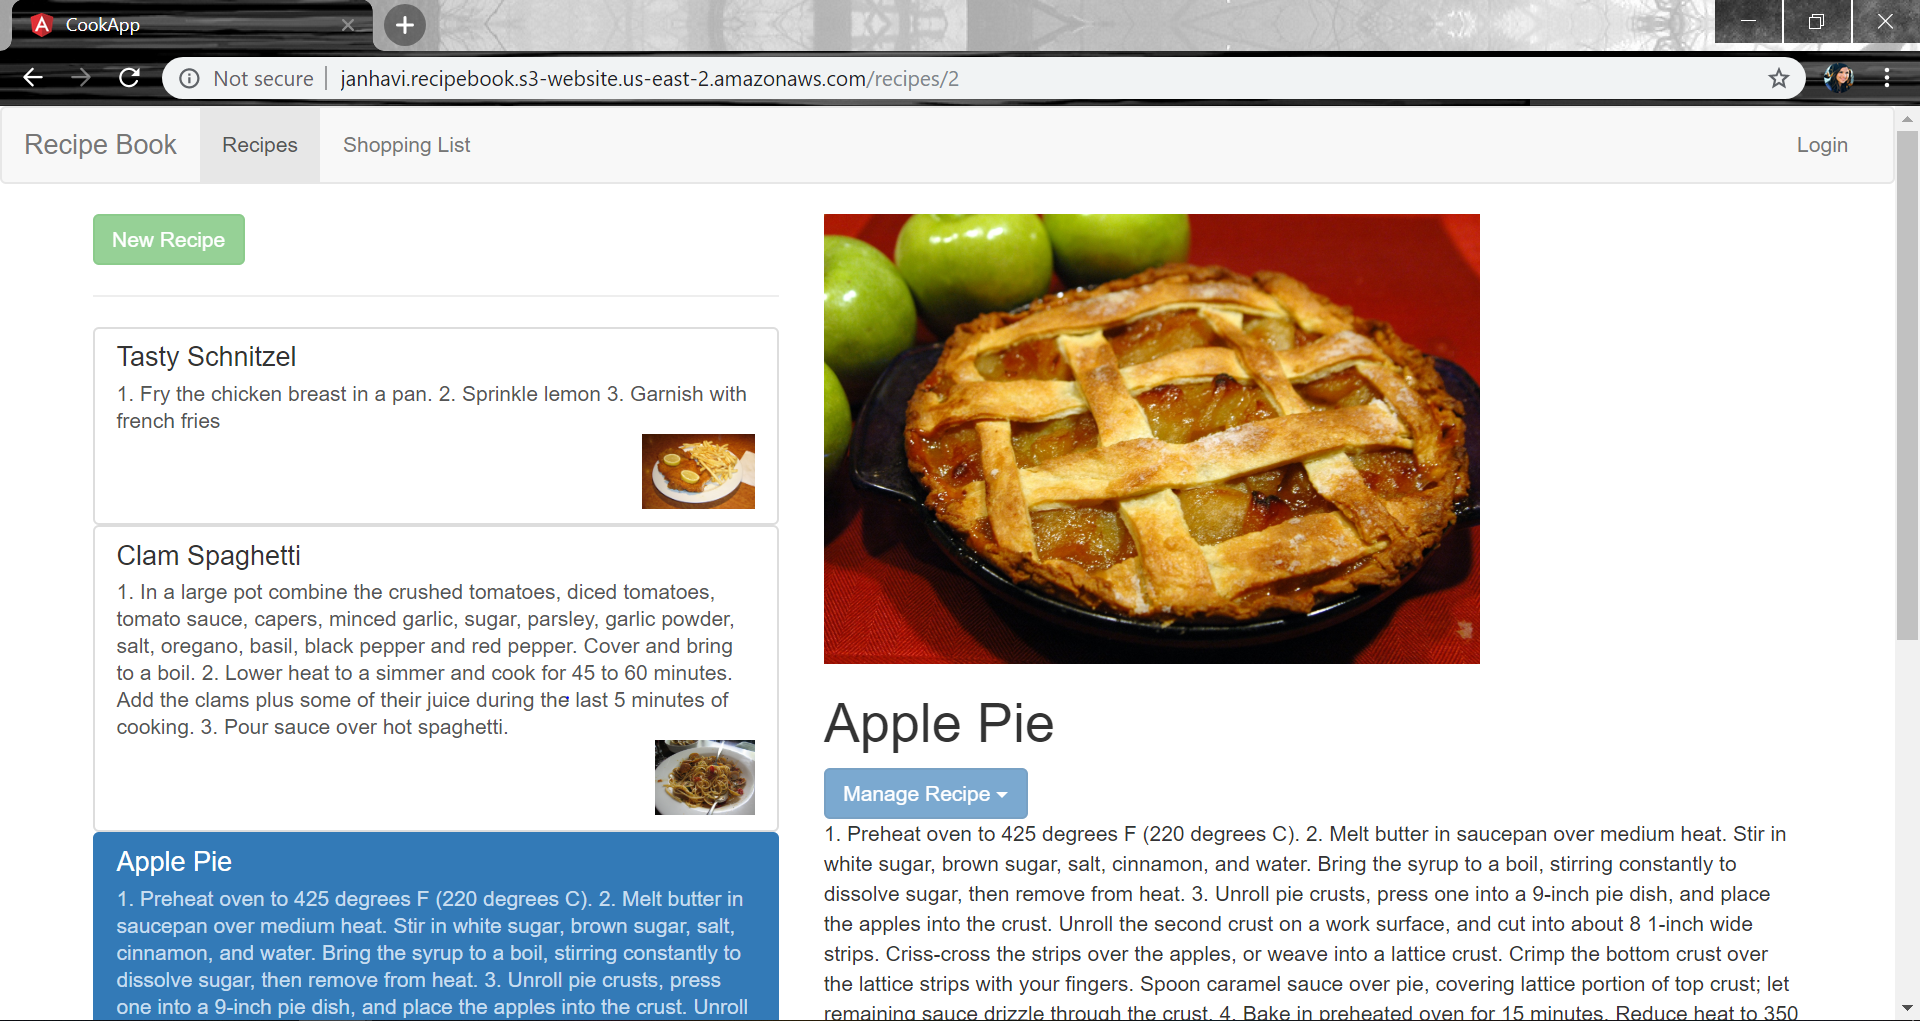 CookApp
Not secure
janhavi.recipebook.s3-website.us-east-2.amazonaws.com/recipes/2
Recipe Book
Recipes
Shopping List
Login
New Recipe
Tasty Schnitzel
1. Fry the chicken breast in a pan. 2. Sprinkle lemon 3. Garnish with
french fries
Clam Spaghetti
1. In a large pot combine the crushed tomatoes, diced tomatoes,
tomato sauce, capers, minced garlic, sugar, parsley, garlic powder,
salt, oregano, basil, black pepper and red pepper. Cover and bring
to a boil. 2. Lower heat to a simmer and cook for 45 to 60 minutes.
Add the clams plus some of their juice during the last 5 minutes of
cooking. 3. Pour sauce over hot spaghetti.
Apple Pie
1. Preheat oven to 425 degrees F (220 degrees C). 2. Melt butter in
saucepan over medium heat. Stir in white sugar, brown sugar, salt,
cinnamon, and water. Bring the syrup to a boil, stirring constantly to
dissolve sugar, then remove from heat. 3. Unroll pie crusts, press
one into a 9-inch pie dish, and place the apples into the crust. Unroll
Apple Pie
Manage Recipe
1. Preheat oven to 425 degrees F (220 degrees C). 2. Melt butter in saucepan over medium heat. Stir in
white sugar, brown sugar, salt, cinnamon, and water. Bring the syrup to a boil, stirring constantly to
dissolve sugar, then remove from heat. 3. Unroll pie crusts, press one into a 9-inch pie dish, and place
the apples into the crust. Unroll the second crust on a work surface, and cut into about 8 1-inch wide
strips. Criss-cross the strips over the apples, or weave into a lattice crust. Crimp the bottom crust over
the lattice strips with your fingers. Spoon caramel sauce over pie, covering lattice portion of top crust; let
remaining sauce drizzle through the crust. 4. Bake in preheated oven for 15 minutes. Reduce heat to 350